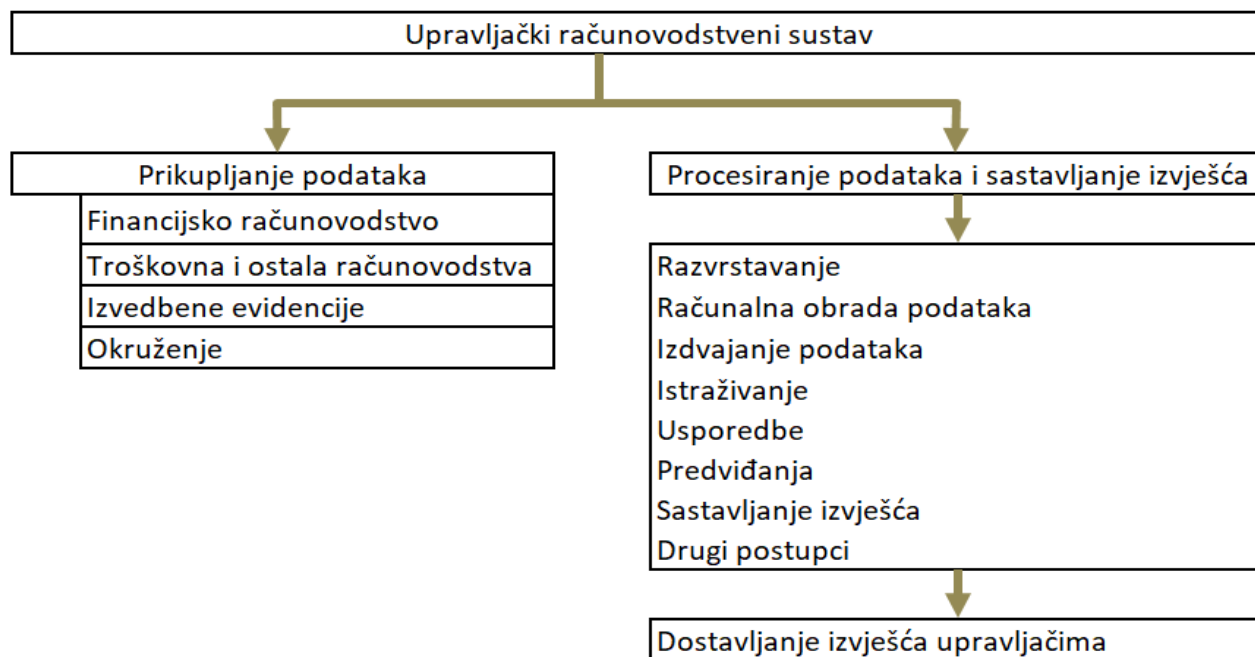 Upravljački računovodstveni sustav
Prikupljanje podataka
Financijsko računovodstvo
Troškovna i ostala računovodstva
Izvedbene evidencije
Okruženje
Procesiranje podataka i sastavljanje izvješća
Razvrstavanje
Računalna obrada podataka
Izdvajanje podataka
Istraživanje
Usporedbe
Predviđanja
Sastavljanje izvješća
Drugi postupci
Dostavljanje izvješća upravljačima